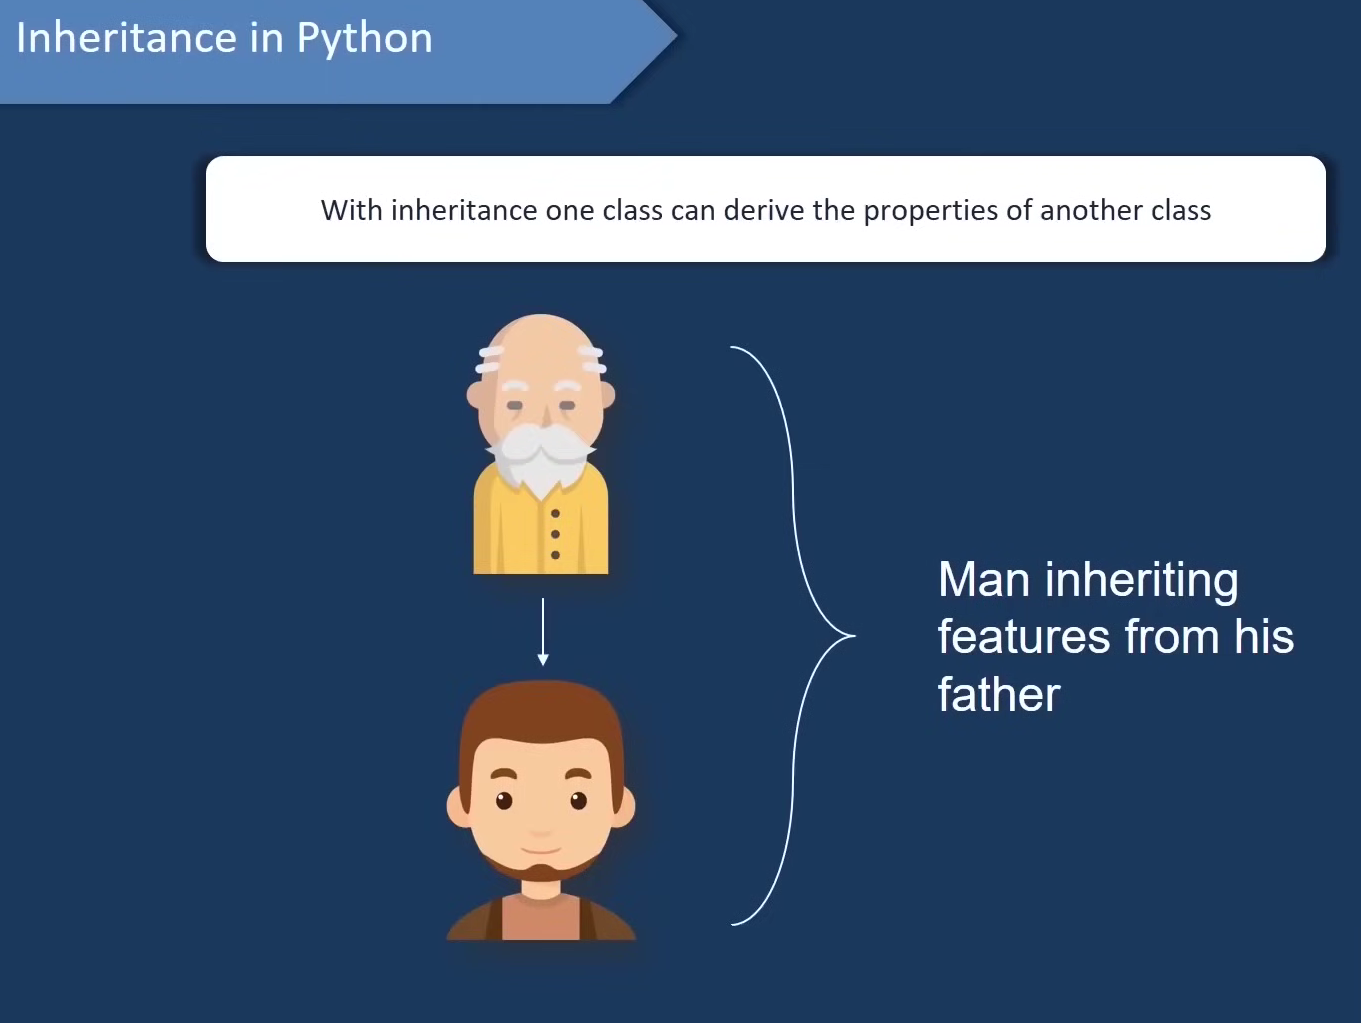 Inheritance in Python
With inheritance one class can derive the properties of another class
Man inheriting
features from his
father